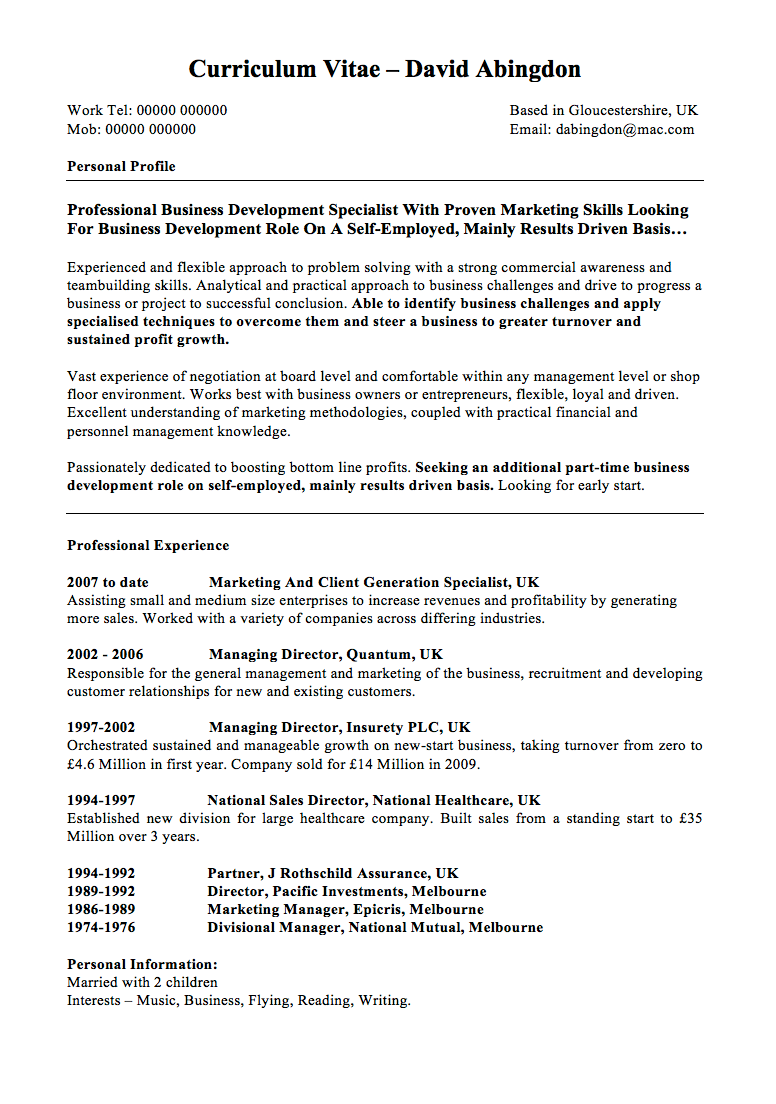 Curriculum Vitae – David Abingdon
Work Tel: 00000 000000
Based in Gloucestershire, UK
Mob: 00000 000000
Email: dabingdon@mac.com
Personal Profile
Professional Business Development Specialist With Proven Marketing Skills Looking
For Business Development Role On A Self-Employed, Mainly Results Driven Basis…
Experienced and flexible approach to problem solving with a strong commercial awareness and
teambuilding skills. Analytical and practical approach to business challenges and drive to progress a
business or project to successful conclusion. Able to identify business challenges and apply
specialised techniques to overcome them and steer a business to greater turnover and
sustained profit growth.
Vast experience of negotiation at board level and comfortable within any management level or shop
floor environment. Works best with business owners or entrepreneurs, flexible, loyal and driven.
Excellent understanding of marketing methodologies, coupled with practical financial and
personnel management knowledge.
Passionately dedicated to boosting bottom line profits. Seeking an additional part-time business
development role on self-employed, mainly results driven basis. Looking for early start.
Professional Experience
2007 to date Marketing And Client Generation Specialist, UK
Assisting small and medium size enterprises to increase revenues and profitability by generating
more sales. Worked with a variety of companies across differing industries.
2002 - 2006 Managing Director, Quantum, UK
Responsible for the general management and marketing of the business, recruitment and developing
customer relationships for new and existing customers.
1997-2002 Managing Director, Insurety PLC, UK
Orchestrated sustained and manageable growth on new-start business, taking turnover from zero to
£4.6 Million in first year. Company sold for £14 Million in 2009.
1994-1997 National Sales Director, National Healthcare, UK
Established new division for large healthcare company. Built sales from a standing start to £35
Million over 3 years.
1994-1992 Partner, J Rothschild Assurance, UK
1989-1992 Director, Pacific Investments, Melbourne
1986-1989 Marketing Manager, Epicris, Melbourne
1974-1976 Divisional Manager, National Mutual, Melbourne
Personal Information:
Married with 2 children
Interests – Music, Business, Flying, Reading, Writing.